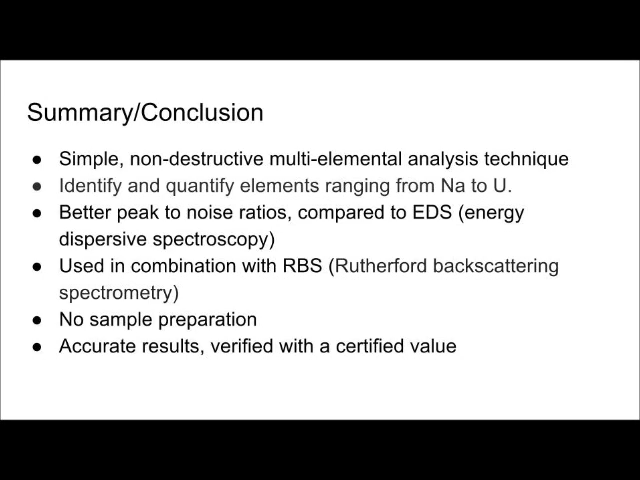 Summary/Conclusion
● Simple, non-destructive multi-elemental analysis technique
● Identify and quantify elements ranging from Na to U.
● Better peak to noise ratios, compared to EDS (energy
dispersive spectroscopy)
● Used in combination with RBS (Rutherford backscattering
spectrometry)
● No sample preparation
● Accurate results, verified with a certified value